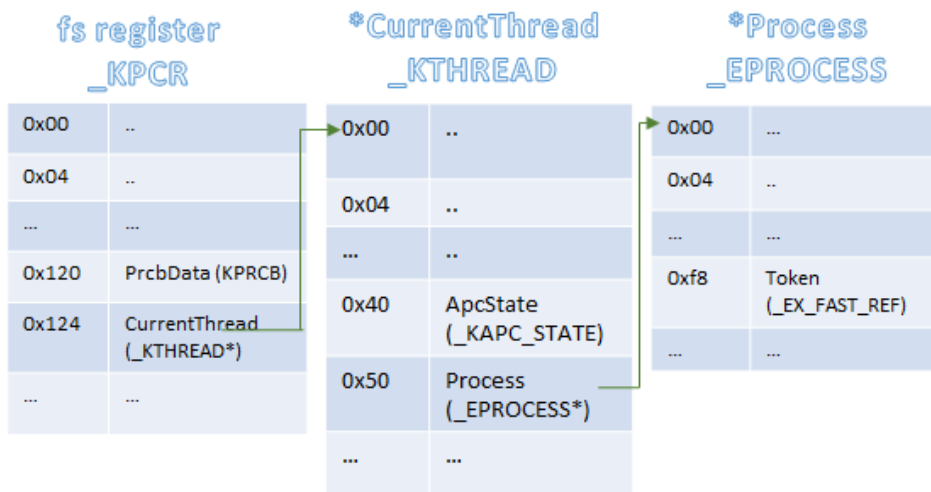 fs register
_KPCR
0x00 ..
0x04 ..
... ...
0x120 PrcbData (KPRCB)
0x124 CurrentThread
(_KTHREAD*)
... ...
*CurrentThread
_KTHREAD
0x00 ..
0x04 ..
... ..
0x40 ApcState
(_KAPC_STATE)
0x50 Process
(_EPROCESS*)
... ...
*Process
_EPROCESS
0x00 ...
0x04 ..
... ...
0xf8 Token
(_EX_FAST_REF)
... ...